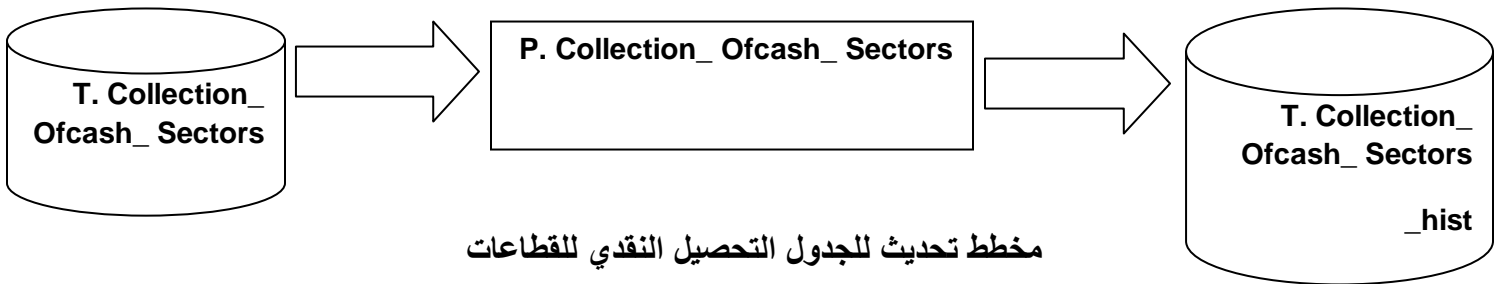 T. Collection_
Ofcash_ Sectors
P. Collection_ Ofcash_ Sectors
T. Collection_
Ofcash_ Sectors
_hist
مخطط تحديث للجدول التحصيل النقدي للقطاعات